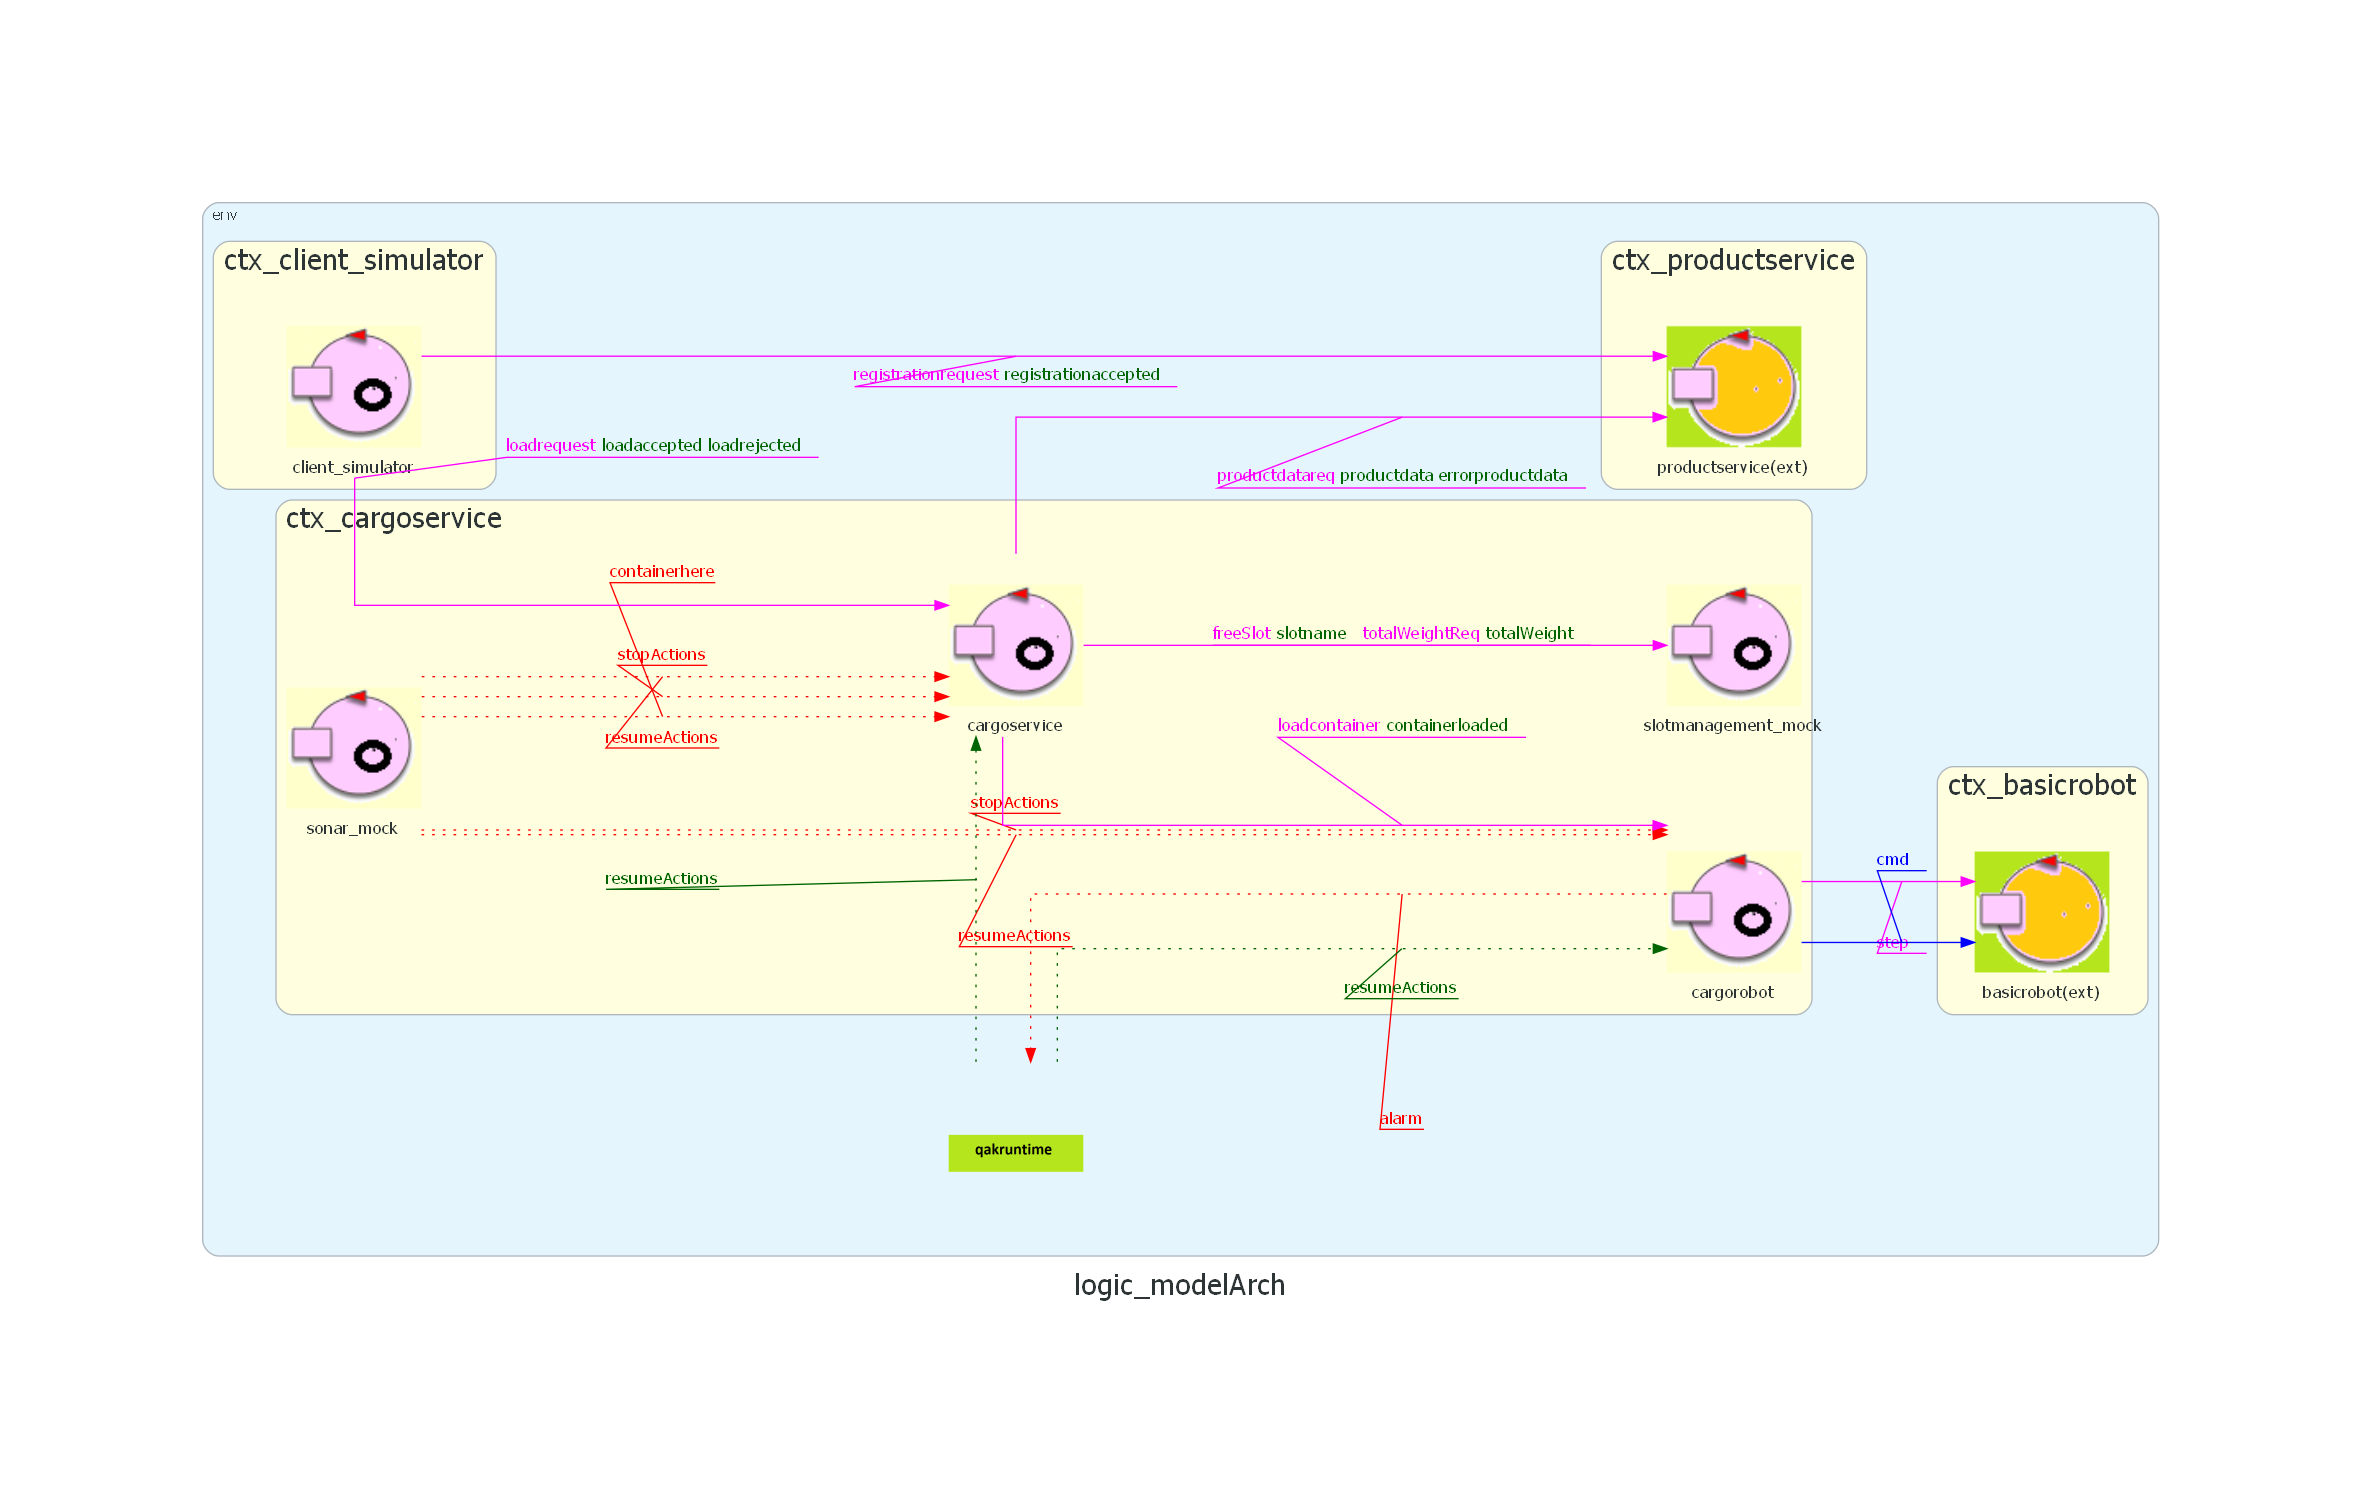 env
ctx_client_simulator
ctx_productservice
registrationrequest registrationaccepted
loadrequest loadaccepted loadrejected
client_simulator
productservice(ext)
productdatareq productdata errorproductdata
ctx_cargoservice
containerhere
freeSlot slotname totalWeightReq totalWeight
stopActions
cargoservice
loadcontainer containerloaded
slotmanagement_mock
resumeActions
ctx_basicrobot
stopActions
sonar_mock
cmd
resumeActions
resumeActions
step
resumeActions
cargorobot
basicrobot(ext)
alarm
qakruntime
logic_modelArch